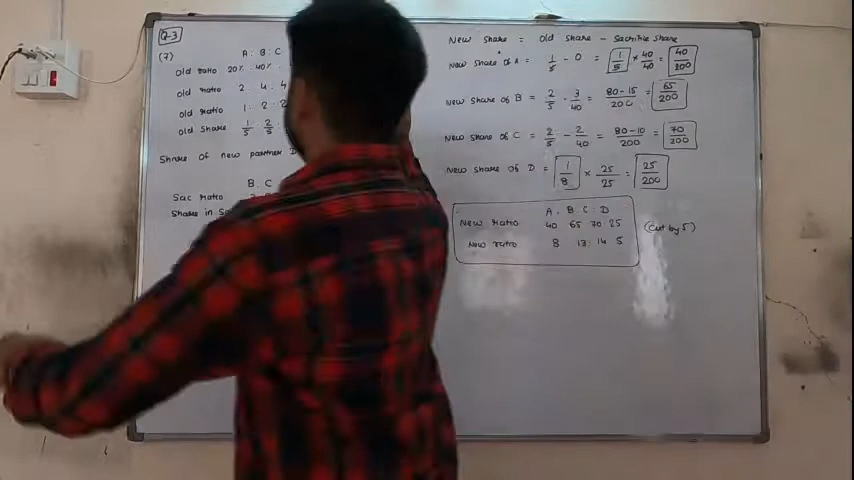 Q-3
(7)
A : B : C
Old ratio 20% : 40% :
Old ratio 2 : 4 : 4
Old ratio 1 : 2 : 2
Old Share 1/5 : 2/5 :
Share of new partner D
B : C
Sac ratio
Share in
New Share = Old Share - Sacrifice Share
New Share of A = 1/5 - 0 = 1/5 × 40/40 = 40/200
New Share of B = 2/5 - 3/40 = 80-15/200 = 65/200
New Share of C = 2/5 - 2/40 = 80-10/200 = 70/200
New Share of D = 1/8 × 25/25 = 25/200
A : B : C : D
New ratio 40 65 70 : 25 (Cut by 5)
New ratio 8 13 : 14 5